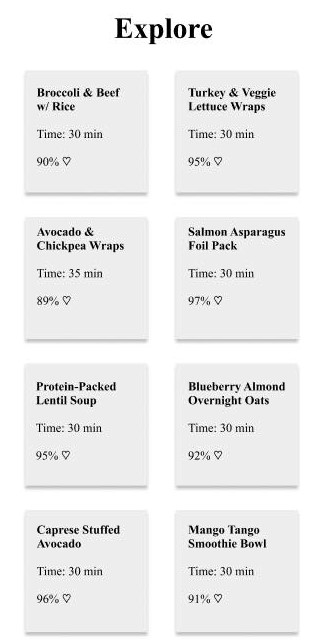 Explore
Broccoli & Beef
w/ Rice
Time: 30 min
90% ♡
Turkey & Veggie
Lettuce Wraps
Time: 30 min
95% ♡
Avocado &
Chickpea Wraps
Time: 35 min
89% ♡
Salmon Asparagus
Foil Pack
Time: 30 min
97% ♡
Protein-Packed
Lentil Soup
Time: 30 min
95% ♡
Blueberry Almond
Overnight Oats
Time: 30 min
92% ♡
Caprese Stuffed
Avocado
Time: 30 min
96% ♡
Mango Tango
Smoothie Bowl
Time: 30 min
91% ♡